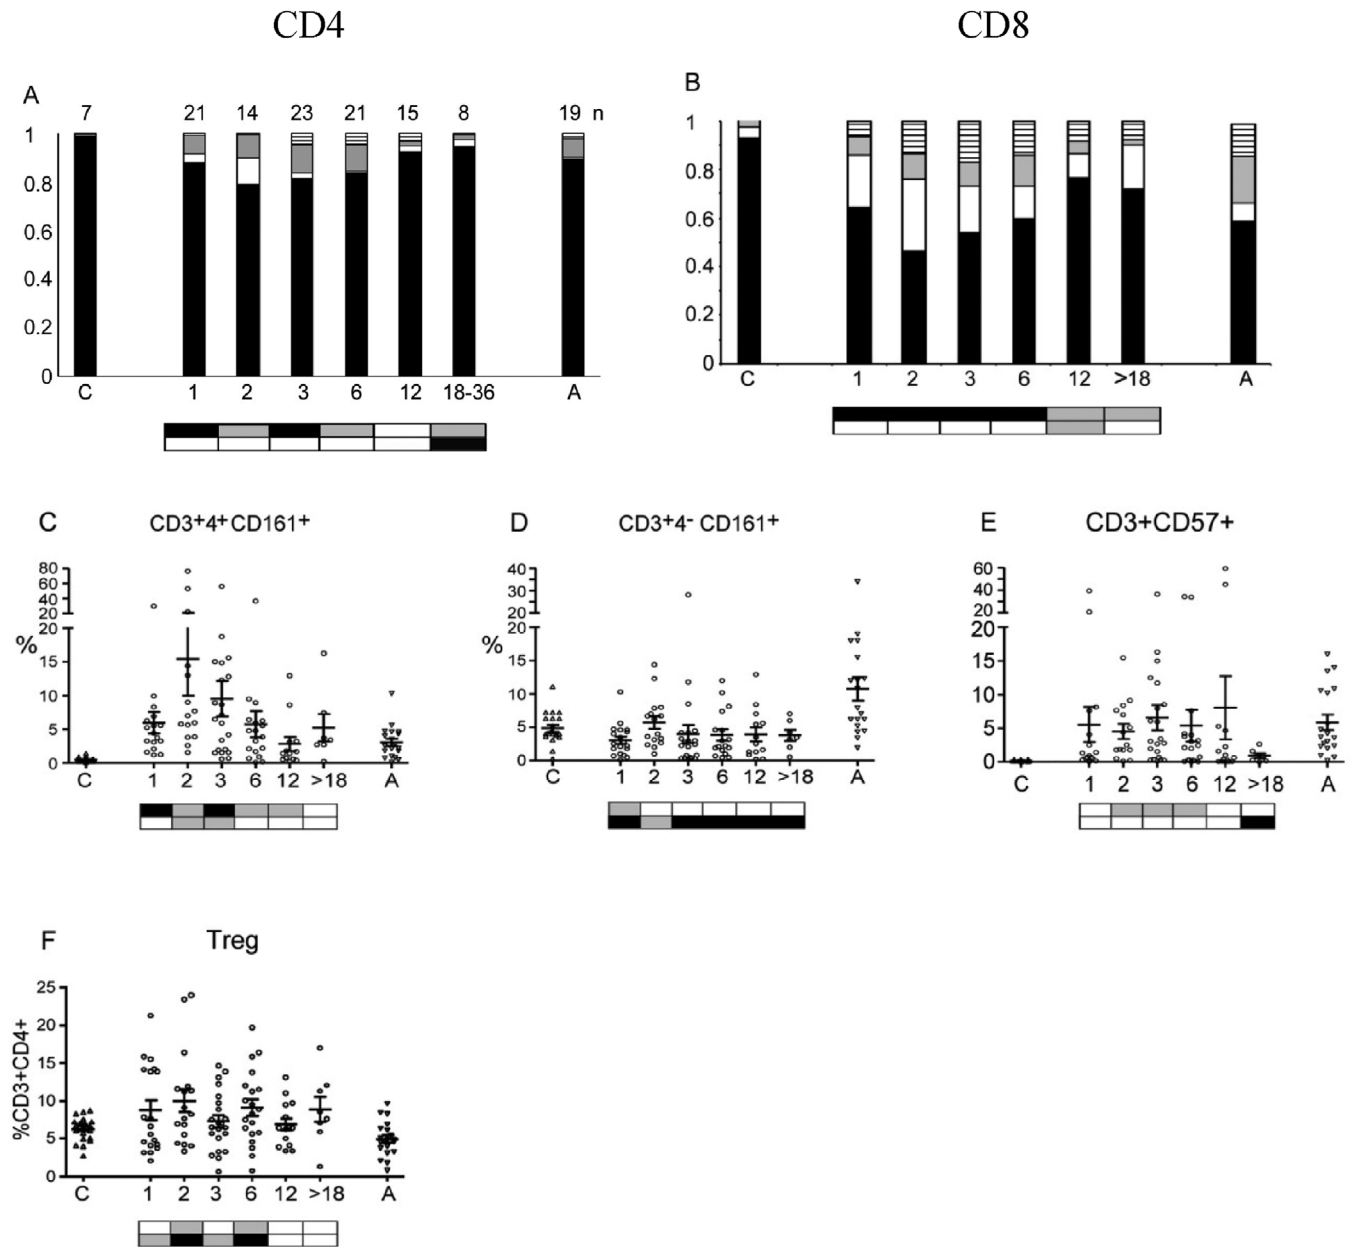 CD4
CD8
A
7 21 14 23 21 15 8 19 n
1
0.8
0.6
0.4
0.2
0
C 1 2 3 6 12 18-36 A
B
1
0.8
0.6
0.4
0.2
0
C 1 2 3 6 12 >18 A
C CD3+4+CD161+
80
60
40
20
20
15
10
5
0
%
C 1 2 3 6 12 >18 A
D CD3+4- CD161+
40
30
20
20
15
10
5
0
%
C 1 2 3 6 12 >18 A
E CD3+CD57+
60
40
20
20
15
10
5
0
C 1 2 3 6 12 >18 A
F Treg
%CD3+CD4+
25
20
15
10
5
0
C 1 2 3 6 12 >18 A